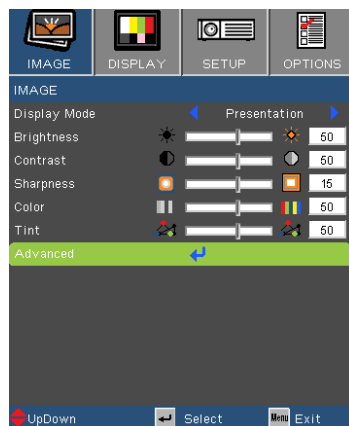 IMAGE DISPLAY SETUP OPTIONS
IMAGE
Display Mode Presentation
Brightness 50
Contrast 50
Sharpness 15
Color 50
Tint 50
Advanced
UpDown Select Menu Exit